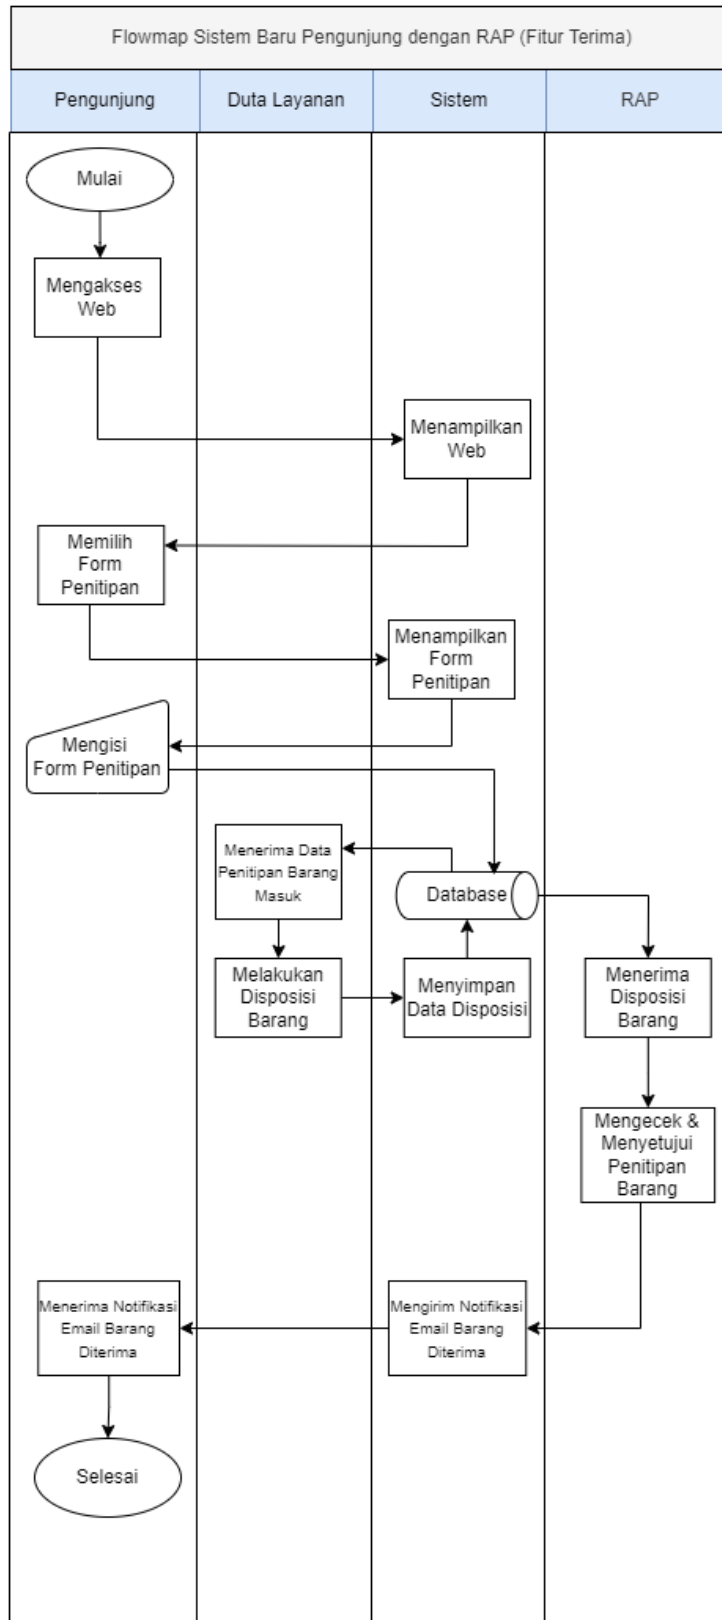 Flowmap Sistem Baru Pengunjung dengan RAP (Fitur Terima)
Pengunjung
Duta Layanan
Sistem
RAP
Mulai
Mengakses
Web
Menampilkan
Web
Memilih
Form
Penitipan
Menampilkan
Form
Penitipan
Mengisi
Form Penitipan
Menerima Data
Penitipan Barang
Masuk
Database
Melakukan
Disposisi
Barang
Menyimpan
Data Disposisi
Menerima
Disposisi
Barang
Mengecek &
Menyetujui
Penitipan
Barang
Menerima Notifikasi
Email Barang
Diterima
Mengirim Notifikasi
Email Barang
Diterima
Selesai